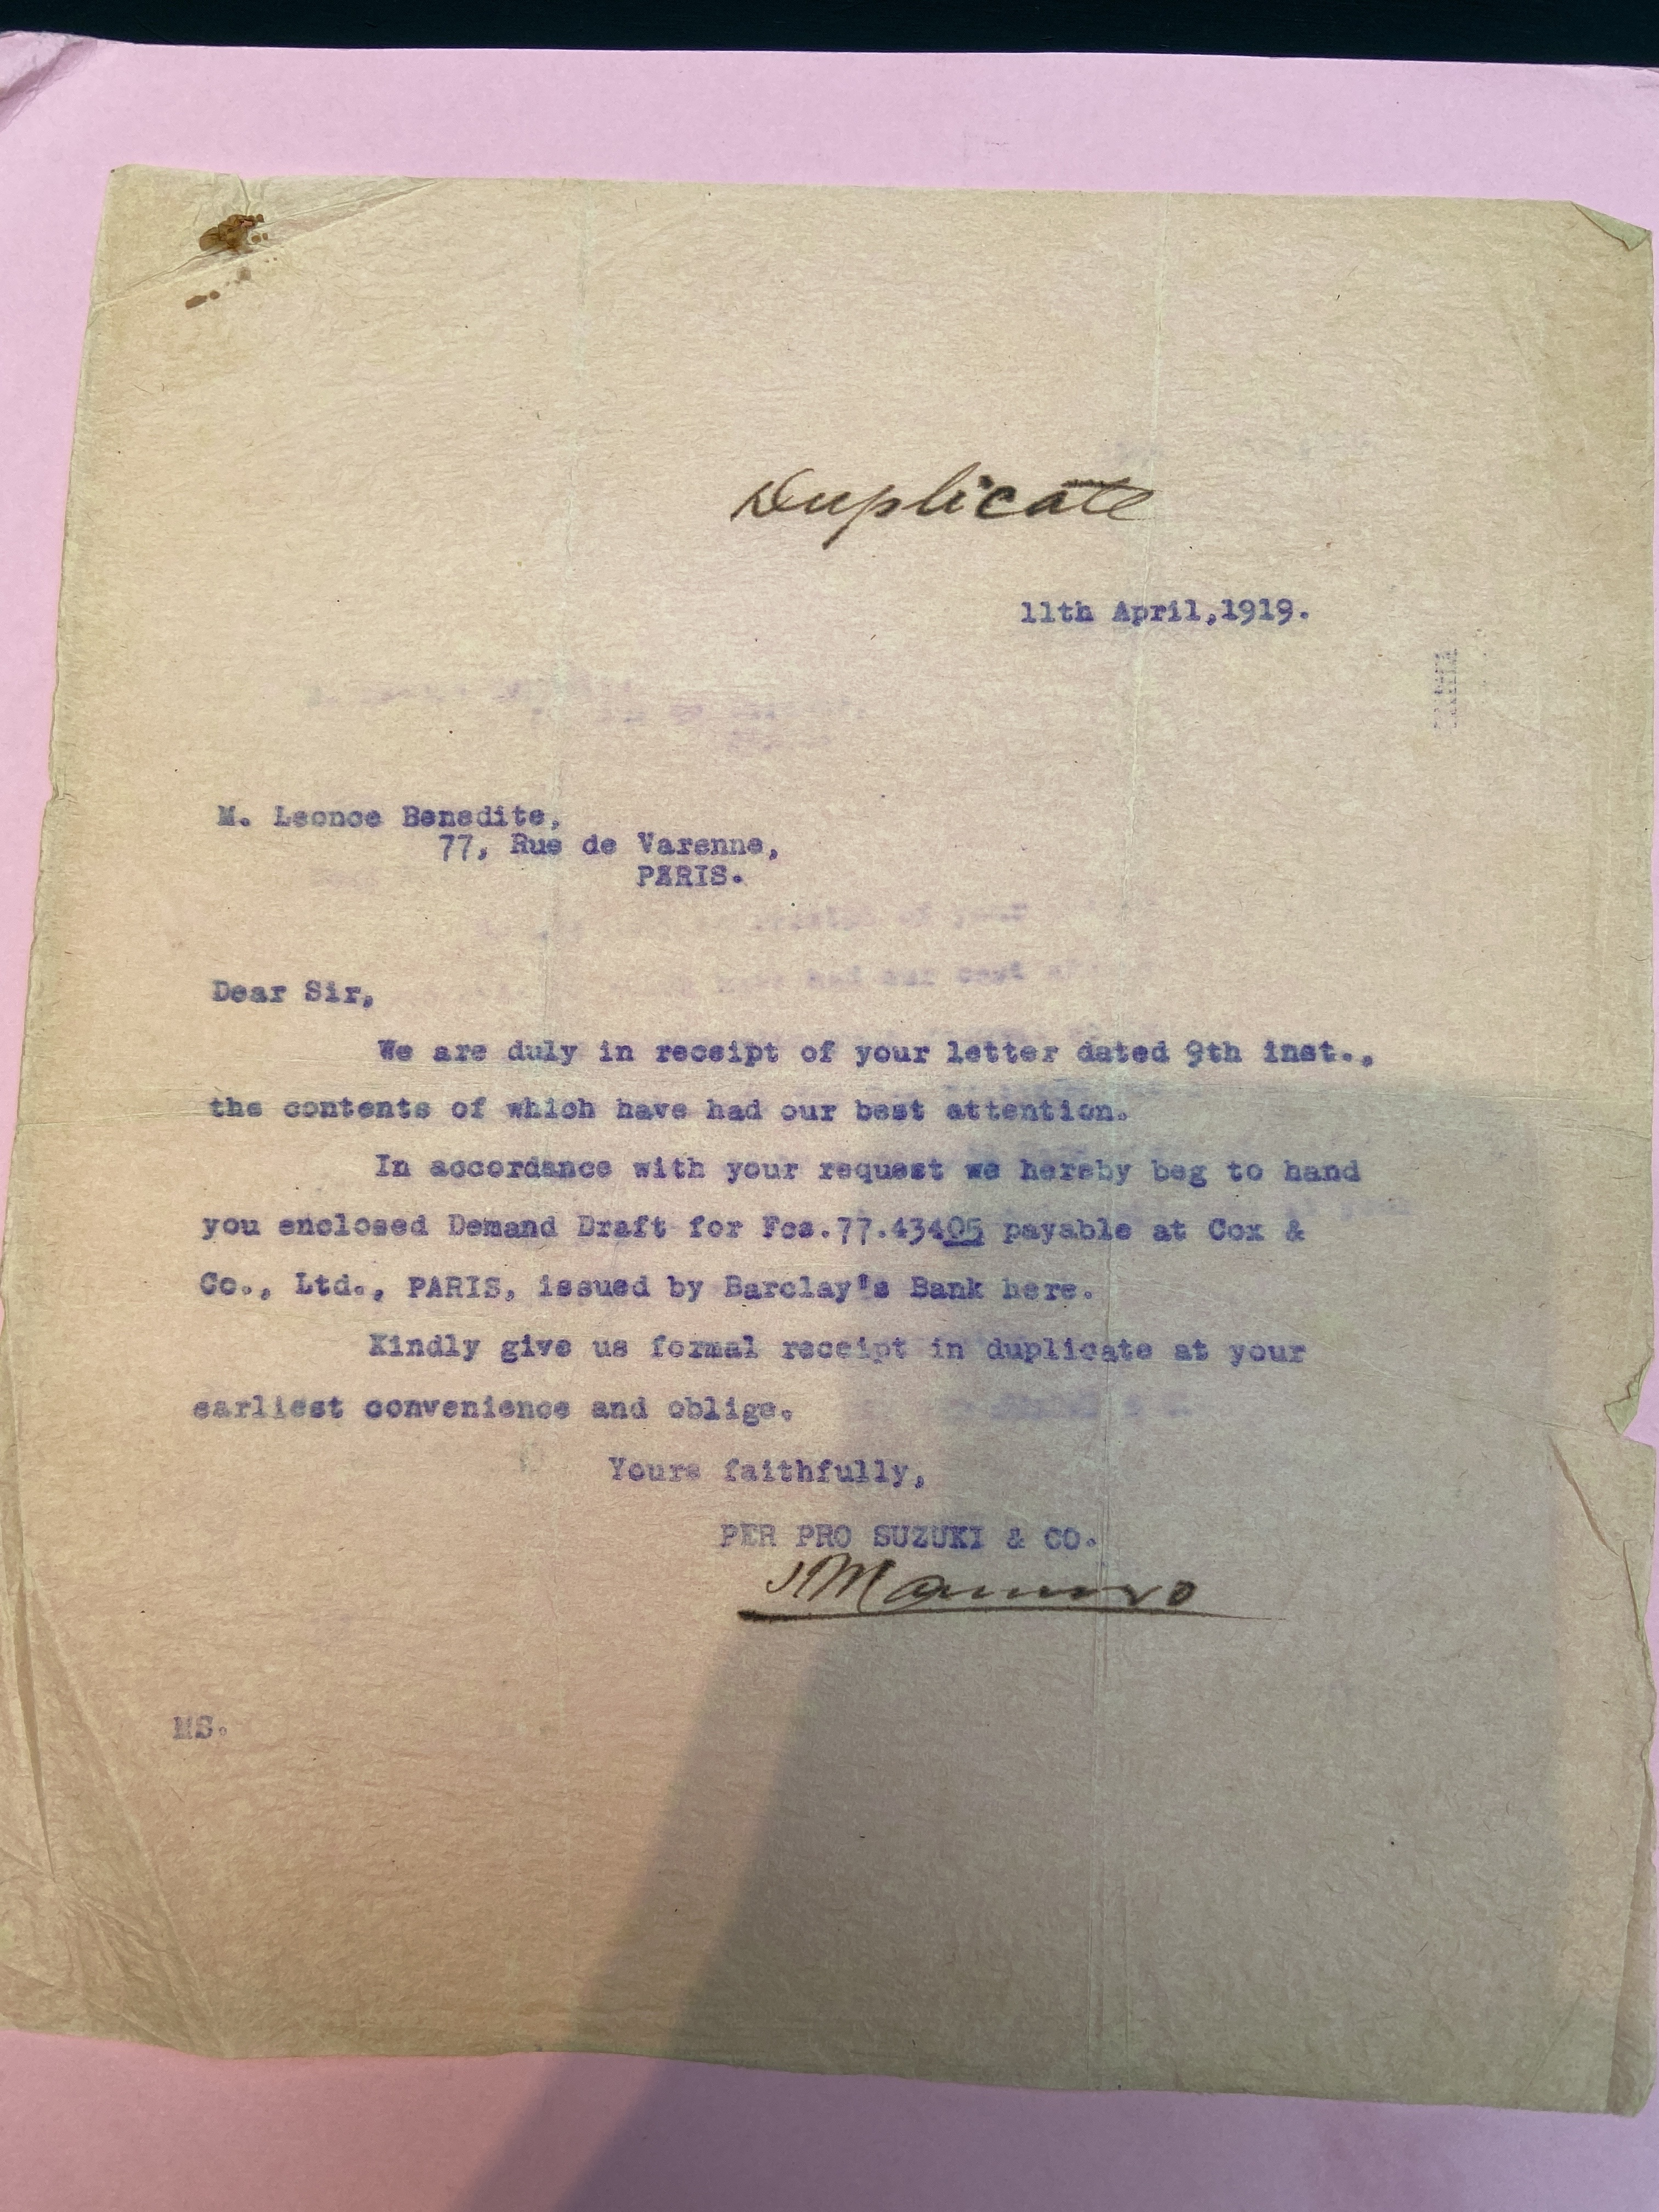 Duplicate
11th April,1919.
M. Leonce Benedite,
77, Rue de Varenne,
PARIS.
Dear Sir,
We are duly in receipt of your letter dated 9th inst.,
the contents of which have had our best attention.
In accordance with your request we hereby beg to hand
you enclosed Demand Draft for Fcs.77.43405 payable at Cox &
Co., Ltd., PARIS, issued by Barclay's Bank here.
Kindly give us formal receipt in duplicate at your
earliest convenience and oblige.
Yours faithfully,
PER PRO SUZUKI & CO.
MS.